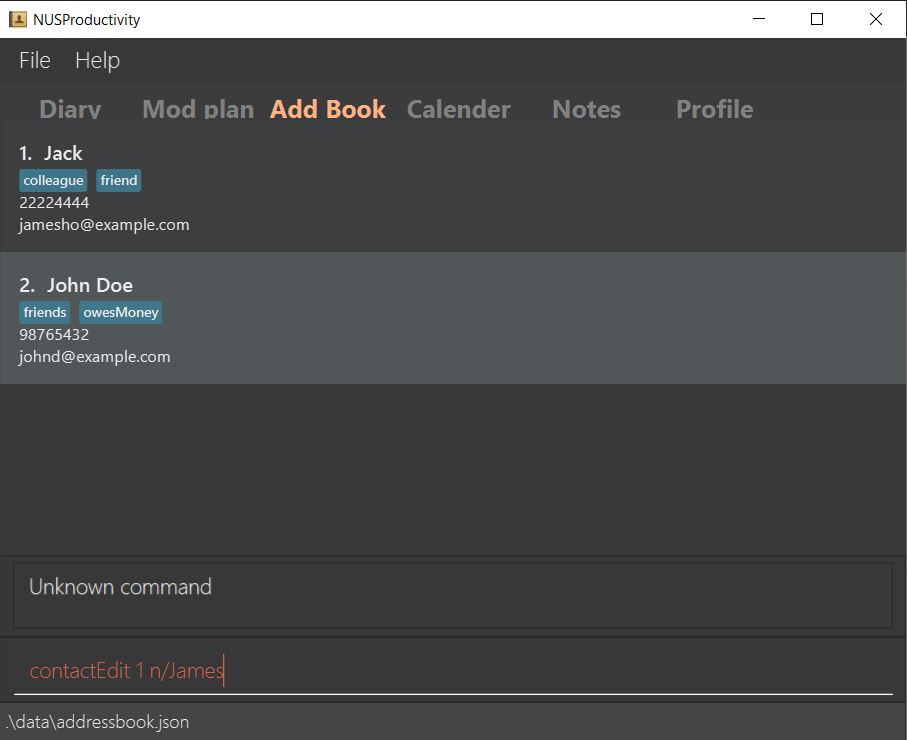 NUSProductivity
File Help
Diary Mod plan Add Book Calender Notes Profile
1. Jack
colleague friend
22224444
jamesho@example.com
2. John Doe
friends owesMoney
98765432
johnd@example.com
Unknown command
contactEdit 1 n/James
.\data\addressbook.json